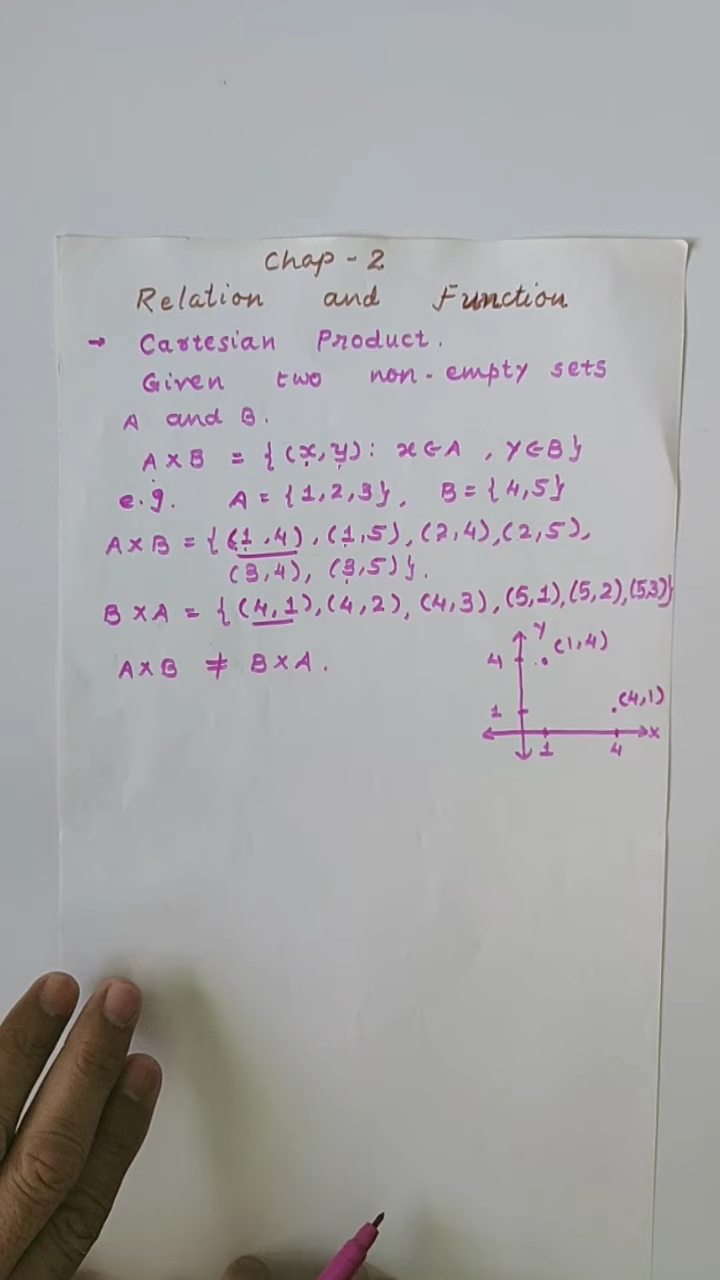 Chap - 2
Relation and Function
→ Cartesian Product.
Given two non-empty sets
A and B.
A × B = {(x,y): x∈A , y∈B}
e.g. A = {1,2,3}, B = {4,5}
A × B = {(1,4), (1,5), (2,4), (2,5),
(3,4), (3,5)}.
B × A = {(4,1), (4,2), (4,3), (5,1), (5,2), (5,3)}
A×B ≠ B×A.
Y
(1,4)
4
(4,1)
1
X
1 4